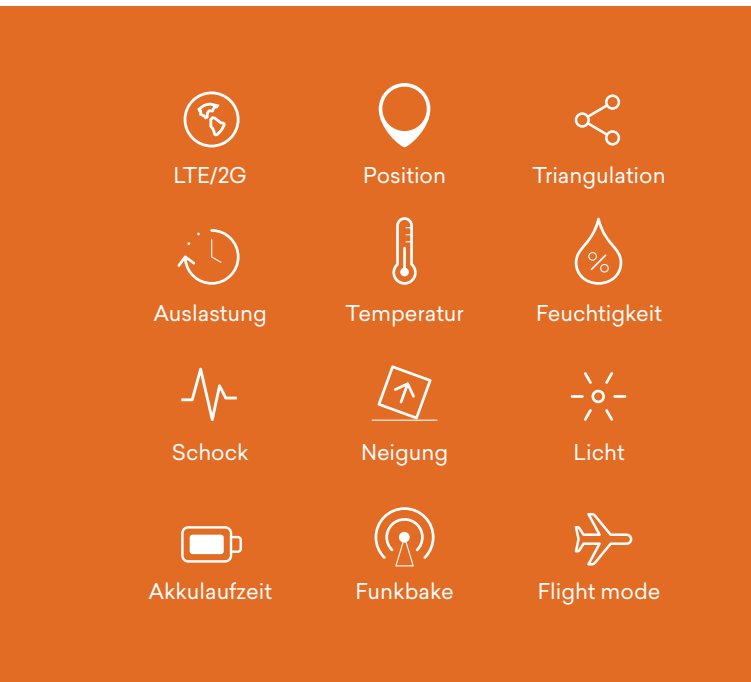 LTE/2G
Position
Triangulation
Auslastung
Temperatur
%
Feuchtigkeit
Schock
Neigung
Licht
Akkulaufzeit
Funkbake
Flight mode